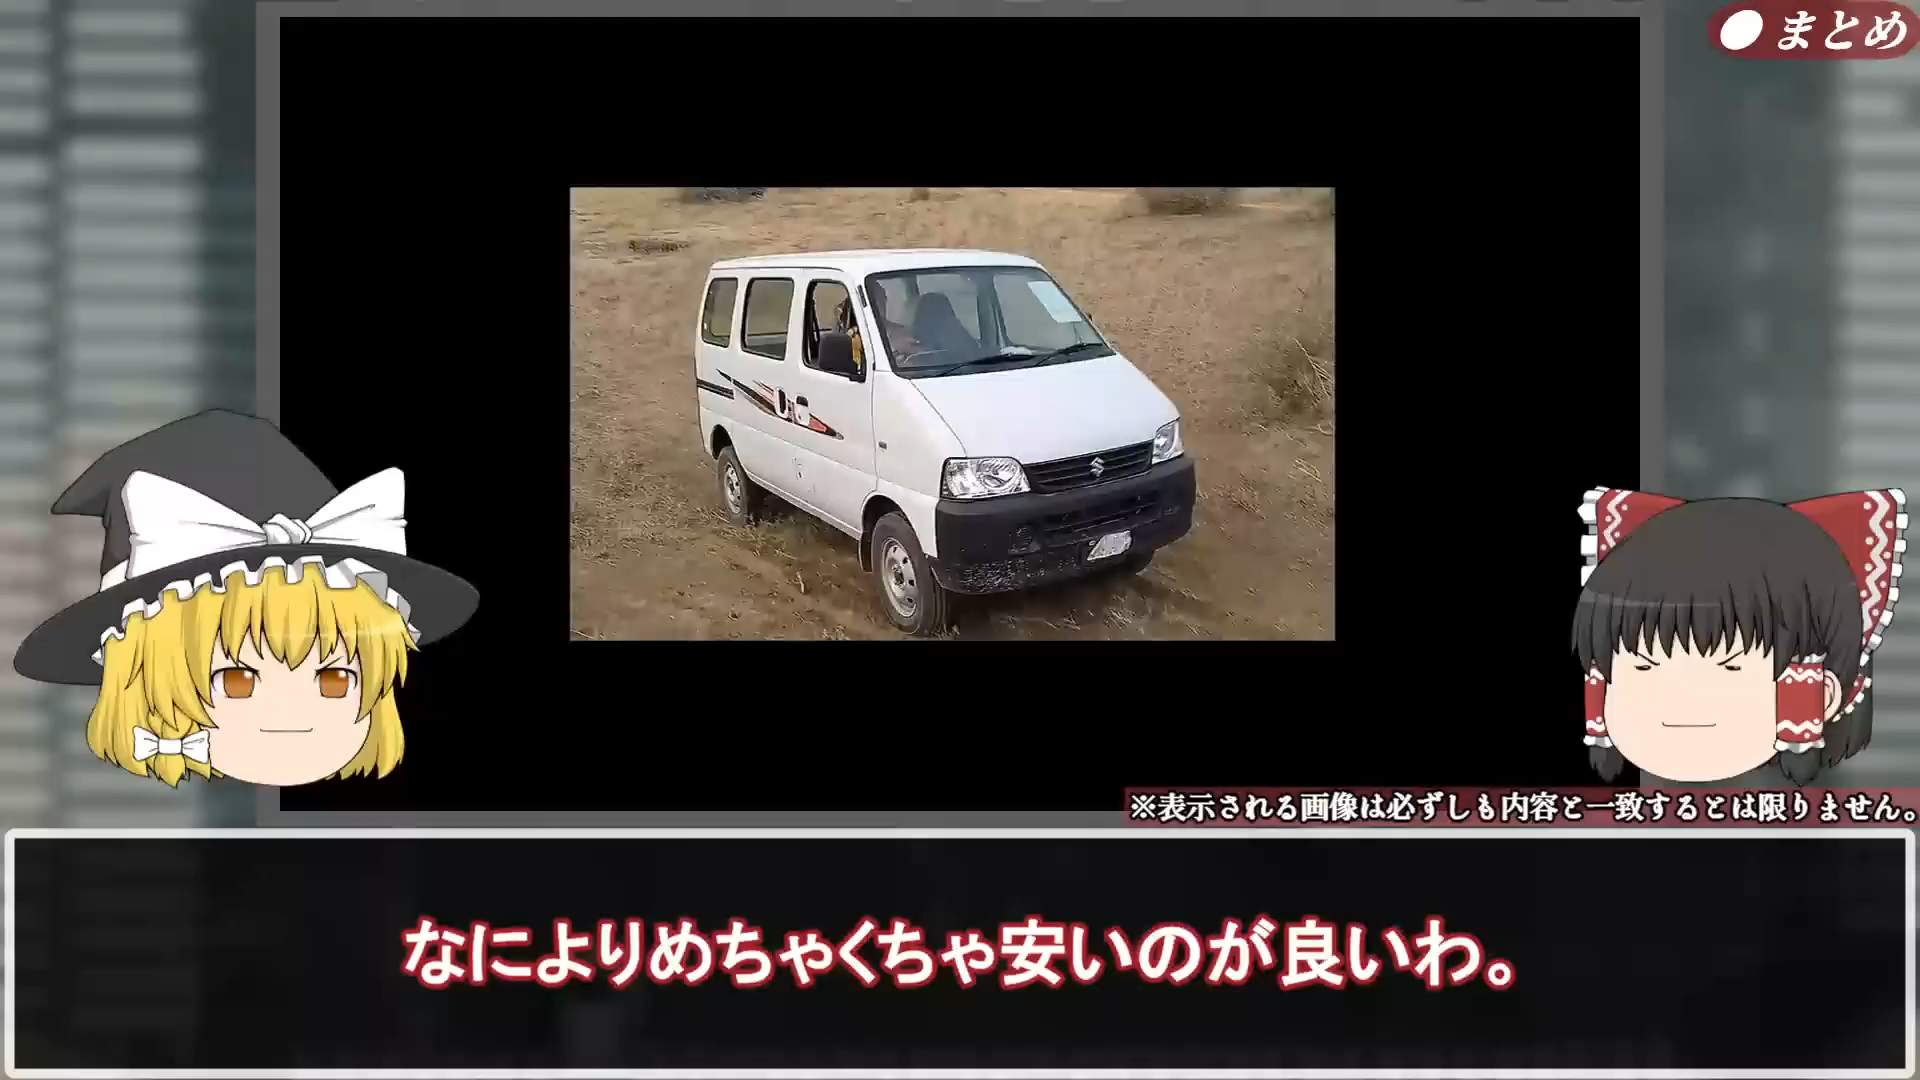 まとめ
※表示される画像は必ずしも内容と一致するとは限りません。
なによりめちゃくちゃ安いのが良いわ。